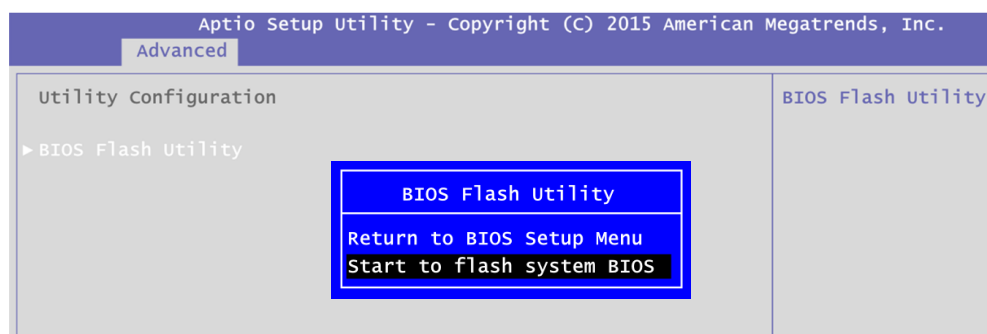 Aptio Setup Utility - Copyright (C) 2015 American Megatrends, Inc.
Advanced
Utility Configuration
BIOS Flash Utility
►BIOS Flash Utility
BIOS Flash Utility
Return to BIOS Setup Menu
Start to flash system BIOS